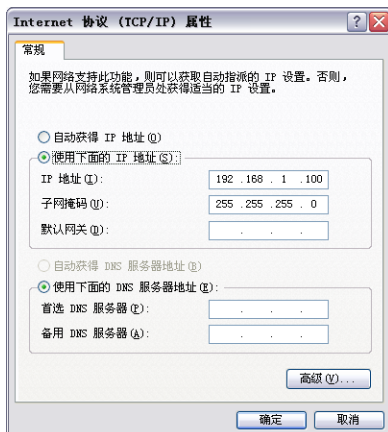 Internet 协议 (TCP/IP) 属性
常规
如果网络支持此功能，则可以获取自动指派的 IP 设置。否则，
您需要从网络系统管理员处获得适当的 IP 设置。
自动获得 IP 地址(O)
使用下面的 IP 地址(S):
IP 地址(I): 192 .168 . 1 .100
子网掩码(U): 255 .255 .255 . 0
默认网关(D): . . .
自动获得 DNS 服务器地址(B)
使用下面的 DNS 服务器地址(E):
首选 DNS 服务器(P): . . .
备用 DNS 服务器(A): . . .
高级(V)...
确定 取消